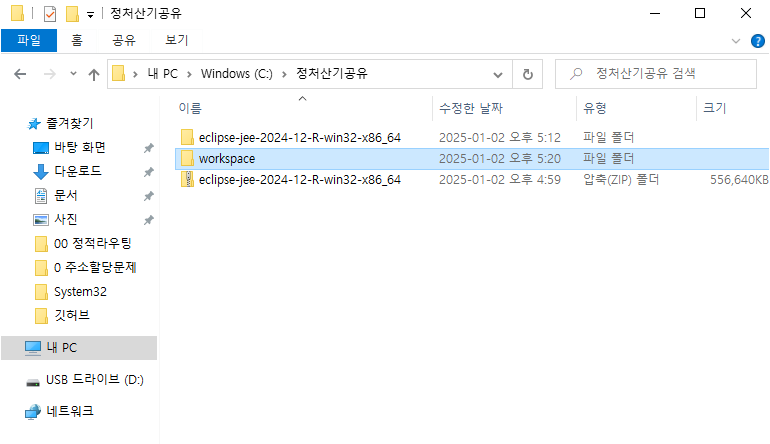 정처산기공유
파일 홈 공유 보기
내 PC > Windows (C:) > 정처산기공유
정처산기공유 검색
이름 수정한 날짜 유형 크기
즐겨찾기
바탕 화면
다운로드
문서
사진
00 정적라우팅
0 주소할당문제
System32
깃허브
내 PC
USB 드라이브 (D:)
네트워크
eclipse-jee-2024-12-R-win32-x86_64 2025-01-02 오후 5:12 파일 폴더
workspace 2025-01-02 오후 5:20 파일 폴더
eclipse-jee-2024-12-R-win32-x86_64 2025-01-02 오후 4:59 압축(ZIP) 폴더 556,640KB